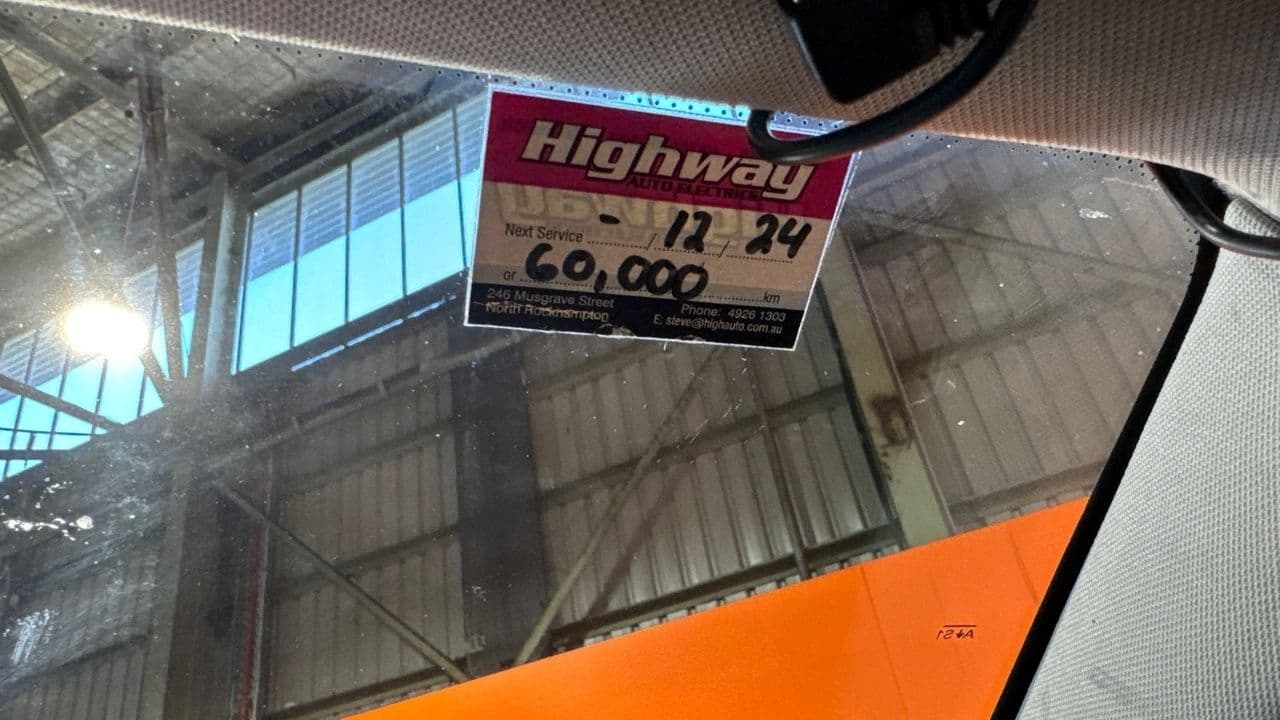 Highway
AUTO ELECTRICS
Next Service - / 12 / 24
or 60,000 km
246 Musgrave Street
North Rockhampton
Phone: 4926 1303
E: steve@highauto.com.au